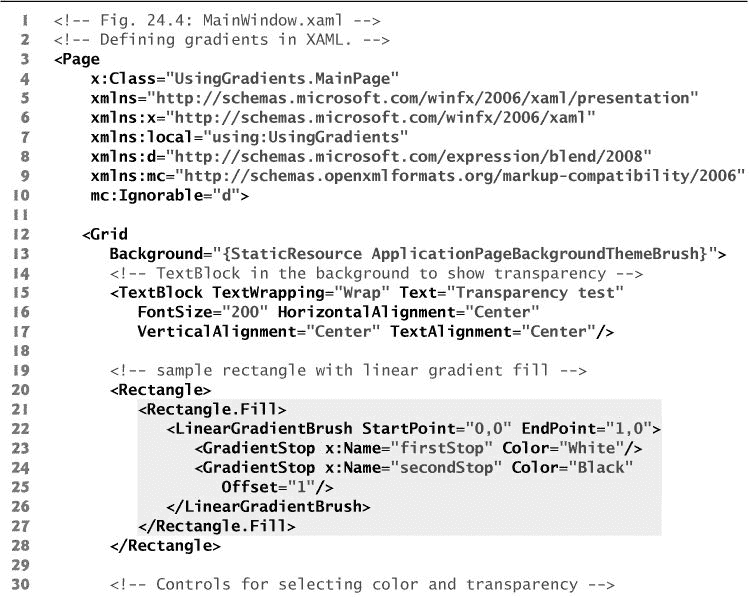 1 <!-- Fig. 24.4: MainWindow.xaml -->
2 <!-- Defining gradients in XAML. -->
3 <Page
4 x:Class="UsingGradients.MainPage"
5 xmlns="http://schemas.microsoft.com/winfx/2006/xaml/presentation"
6 xmlns:x="http://schemas.microsoft.com/winfx/2006/xaml"
7 xmlns:local="using:UsingGradients"
8 xmlns:d="http://schemas.microsoft.com/expression/blend/2008"
9 xmlns:mc="http://schemas.openxmlformats.org/markup-compatibility/2006"
10 mc:Ignorable="d">
11
12 <Grid
13 Background="{StaticResource ApplicationPageBackgroundThemeBrush}">
14 <!-- TextBlock in the background to show transparency -->
15 <TextBlock TextWrapping="Wrap" Text="Transparency test"
16 FontSize="200" HorizontalAlignment="Center"
17 VerticalAlignment="Center" TextAlignment="Center"/>
18
19 <!-- sample rectangle with linear gradient fill -->
20 <Rectangle>
21 <Rectangle.Fill>
22 <LinearGradientBrush StartPoint="0,0" EndPoint="1,0">
23 <GradientStop x:Name="firstStop" Color="White"/>
24 <GradientStop x:Name="secondStop" Color="Black"
25 Offset="1"/>
26 </LinearGradientBrush>
27 </Rectangle.Fill>
28 </Rectangle>
29
30 <!-- Controls for selecting color and transparency -->